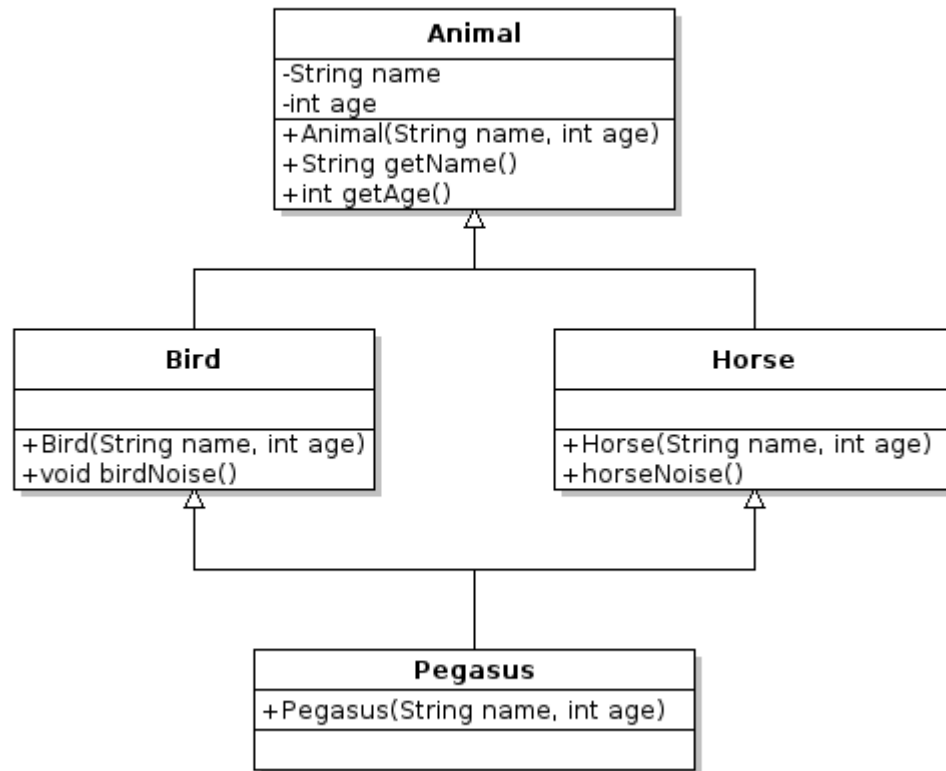 Animal
-String name
-int age
+Animal(String name, int age)
+String getName()
+int getAge()
Bird
+Bird(String name, int age)
+void birdNoise()
Horse
+Horse(String name, int age)
+horseNoise()
Pegasus
+Pegasus(String name, int age)